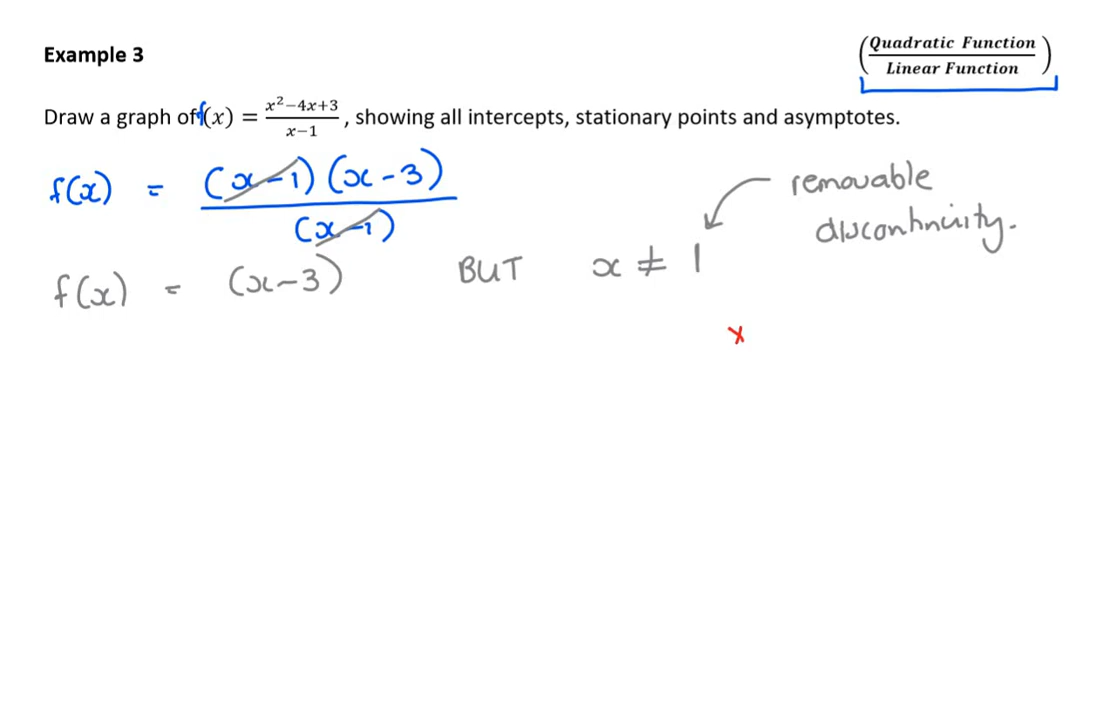 Example 3
(Quadratic Function / Linear Function)
Draw a graph of f(x) = (x²−4x+3)/(x−1), showing all intercepts, stationary points and asymptotes.
f(x) = (x-1)(x-3) / (x-1)
removable
discontinuity.
f(x) = (x-3) BUT x ≠ 1
x